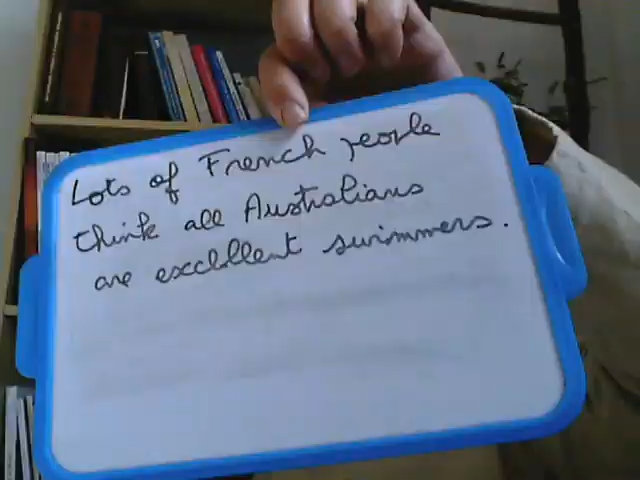 Lots of French people
think all Australians
are excellent swimmers.